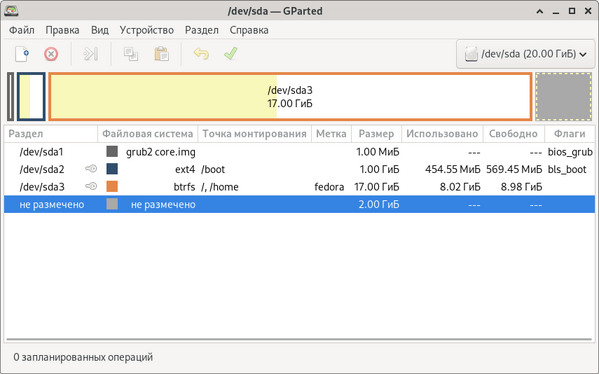 /dev/sda — GParted
Файл Правка Вид Устройство Раздел Справка
/dev/sda (20.00 ГиБ)
/dev/sda3
17.00 ГиБ
Раздел Файловая система Точка монтирования Метка Размер Использовано Свободно Флаги
/dev/sda1 grub2 core.img 1.00 МиБ --- --- bios_grub
/dev/sda2 ext4 /boot 1.00 ГиБ 454.55 МиБ 569.45 МиБ bls_boot
/dev/sda3 btrfs /, /home fedora 17.00 ГиБ 8.02 ГиБ 8.98 ГиБ
не размечено не размечено 2.00 ГиБ --- ---
0 запланированных операций